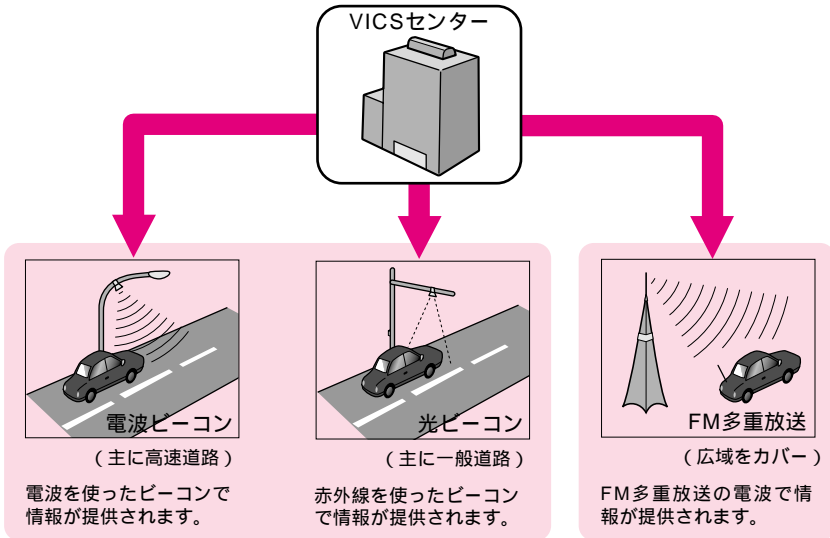 VICSセンター
電波ビーコン
（主に高速道路）
電波を使ったビーコンで
情報が提供されます。
光ビーコン
（主に一般道路）
赤外線を使ったビーコン
で情報が提供されます。
FM多重放送
（広域をカバー）
FM多重放送の電波で情
報が提供されます。